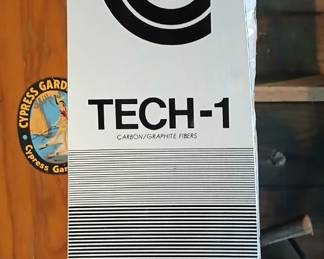 TECH-1
CARBON/GRAPHITE FIBERS
CYPRESS GARD
Cypress Gar